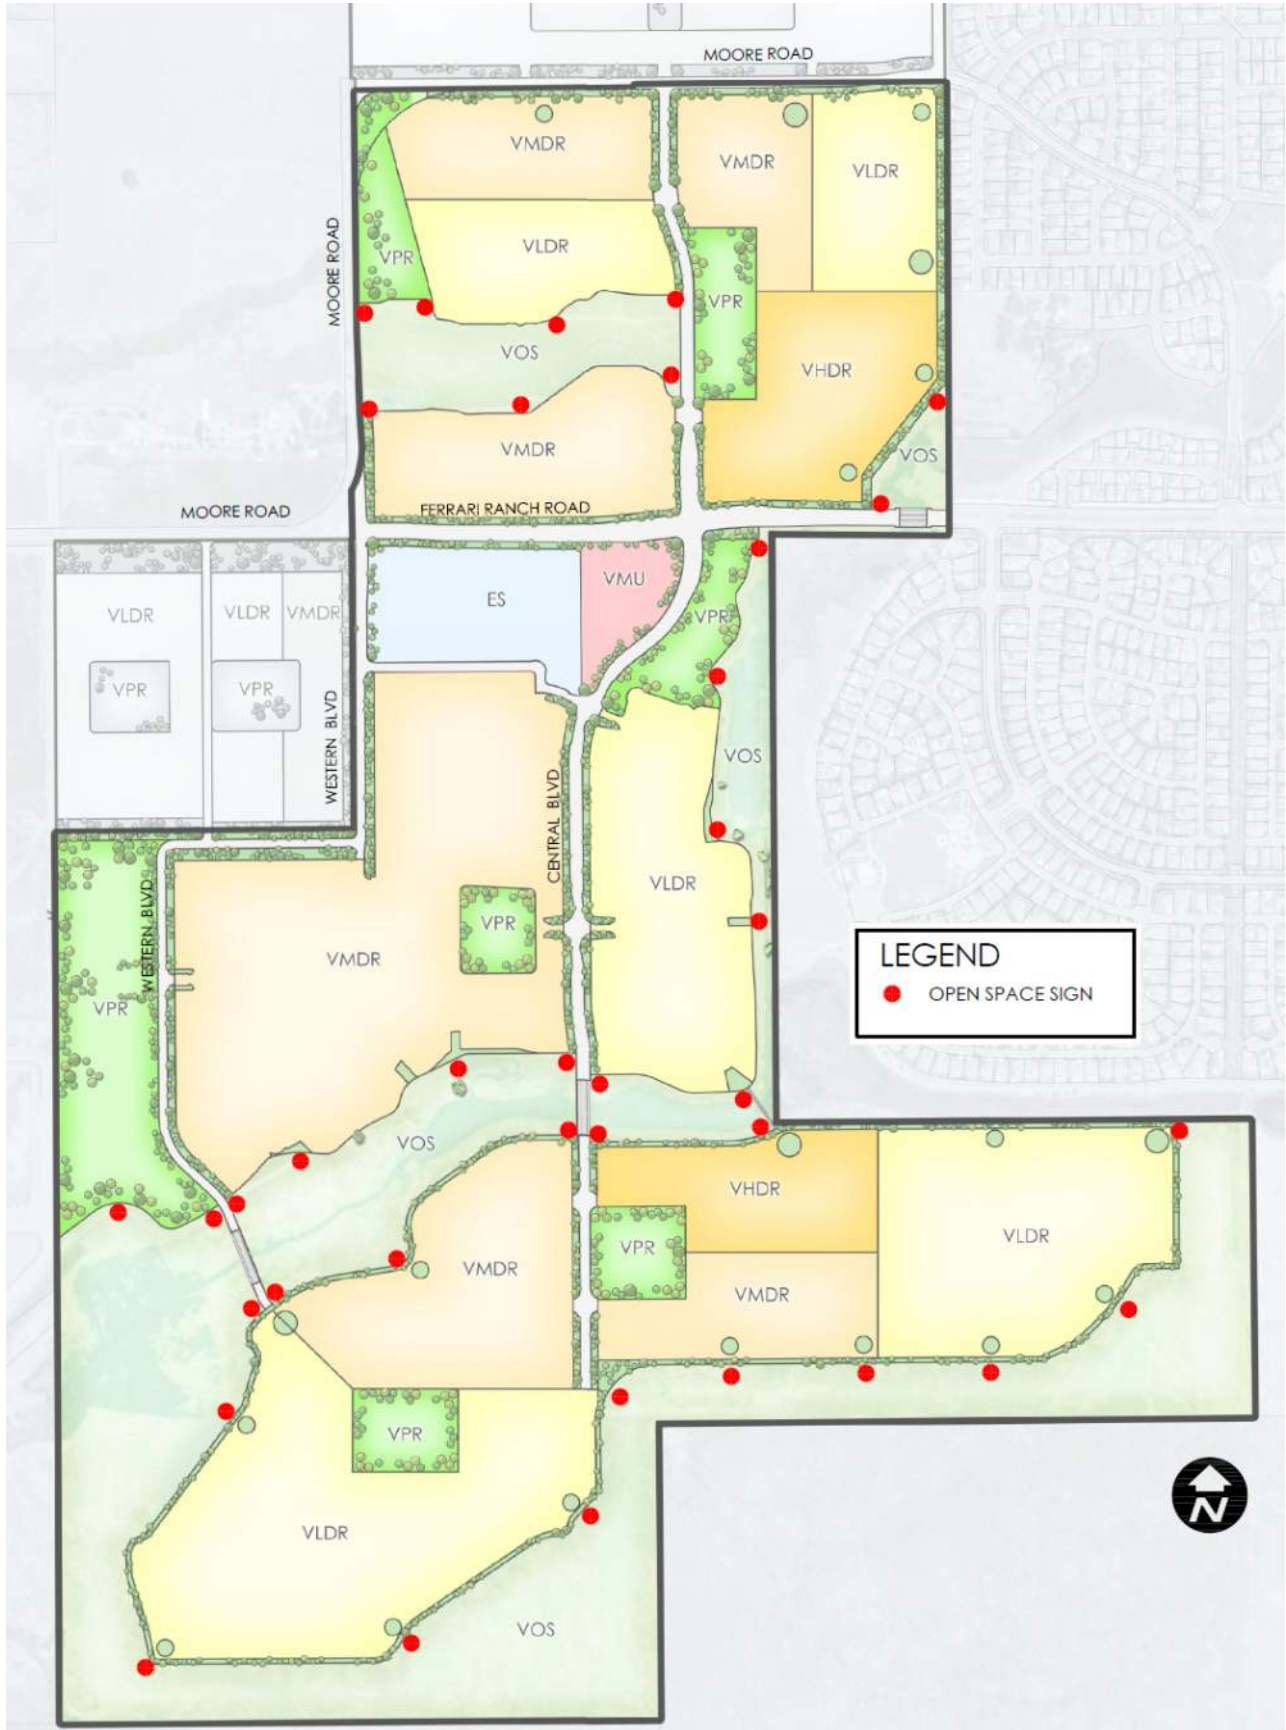 MOORE ROAD
VMDR
VMDR
VLDR
MOORE ROAD
VPR
VLDR
VPR
VOS
VHDR
VMDR
VOS
MOORE ROAD
FERRARI RANCH ROAD
VLDR
VLDR
VMDR
ES
VMU
VPR
VPR
VPR
WESTERN BLVD
VOS
CENTRAL BLVD
VLDR
WESTERN BLVD
VPR
VMDR
VPR
LEGEND
OPEN SPACE SIGN
VOS
VHDR
VLDR
VMDR
VPR
VMDR
VPR
VLDR
VOS
N